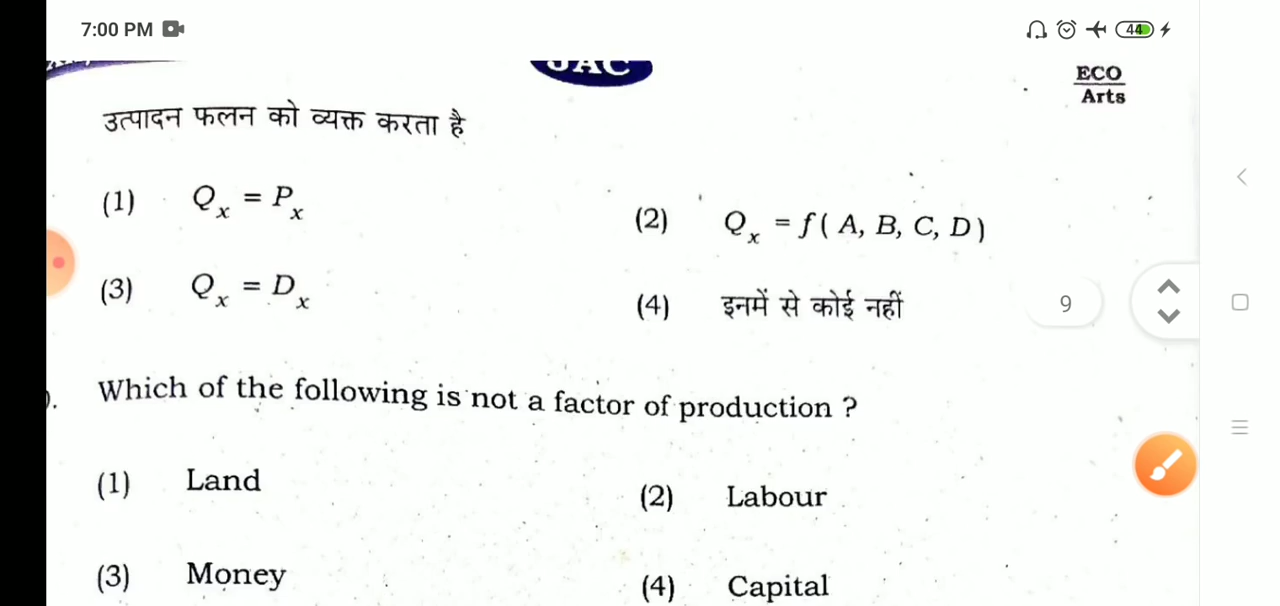 7:00 PM
44
JAC
ECO
Arts
उत्पादन फलन को व्यक्त करता है
(1) Qx = Px
(2) Qx = f( A, B, C, D)
(3) Qx = Dx
(4) इनमें से कोई नहीं
9
Which of the following is not a factor of production ?
(1) Land
(2) Labour
(3) Money
(4) Capital